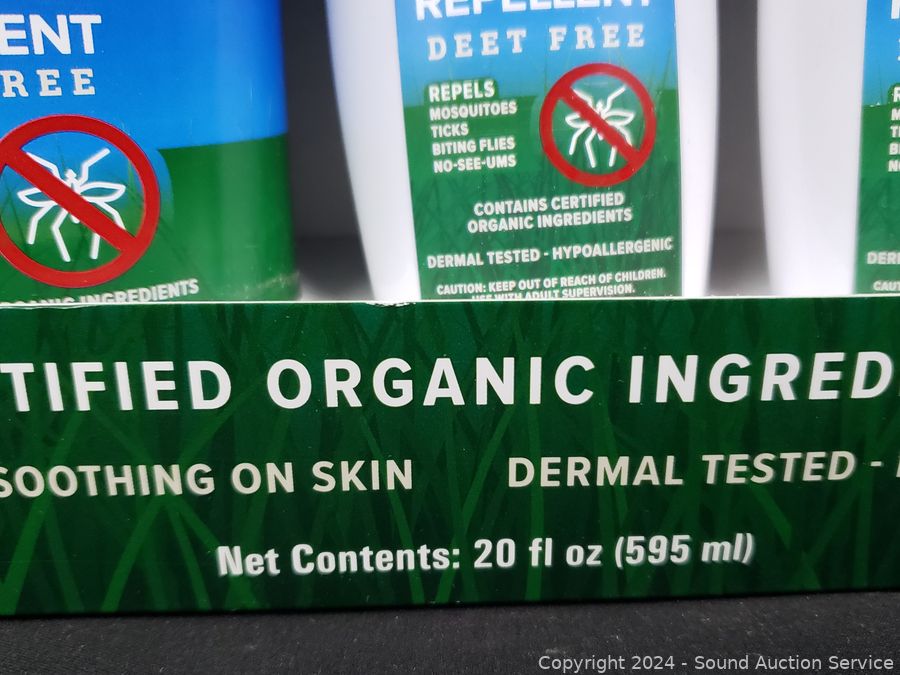 ENT
REE
ORGANIC INGREDIENTS
REPELLENT
DEET FREE
REPELS
MOSQUITOES
TICKS
BITING FLIES
NO-SEE-UMS
CONTAINS CERTIFIED
ORGANIC INGREDIENTS
DERMAL TESTED - HYPOALLERGENIC
CAUTION: KEEP OUT OF REACH OF CHILDREN.
USE WITH ADULT SUPERVISION.
TIFIED ORGANIC INGRED
SOOTHING ON SKIN
DERMAL TESTED -
Net Contents: 20 fl oz (595 ml)
Copyright 2024 - Sound Auction Service